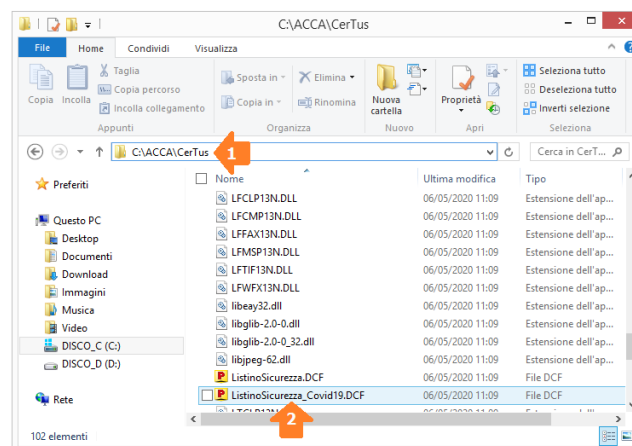 C:\ACCA\CerTus
File Home Condividi Visualizza
Copia Incolla Taglia Copia percorso Incolla collegamento
Sposta in Copia in Elimina Rinomina
Nuova cartella
Proprietà
Seleziona tutto
Deseleziona tutto
Inverti selezione
Appunti Organizza Nuovo Apri Seleziona
C:\ACCA\CerTus 1 Cerca in CerT...
Preferiti
Questo PC
Desktop
Documenti
Download
Immagini
Musica
Video
DISCO_C (C:)
DISCO_D (D:)
Rete
Nome Ultima modifica Tipo
LFCLP13N.DLL 06/05/2020 11:09 Estensione dell'ap...
LFCMP13N.DLL 06/05/2020 11:09 Estensione dell'ap...
LFFAX13N.DLL 06/05/2020 11:09 Estensione dell'ap...
LFMSP13N.DLL 06/05/2020 11:09 Estensione dell'ap...
LFTIF13N.DLL 06/05/2020 11:09 Estensione dell'ap...
LFWFX13N.DLL 06/05/2020 11:09 Estensione dell'ap...
libeay32.dll 06/05/2020 11:09 Estensione dell'ap...
libglib-2.0-0.dll 06/05/2020 11:09 Estensione dell'ap...
libglib-2.0-0_32.dll 06/05/2020 11:09 Estensione dell'ap...
libjpeg-62.dll 06/05/2020 11:09 Estensione dell'ap...
ListinoSicurezza.DCF 06/05/2020 11:09 File DCF
ListinoSicurezza_Covid19.DCF 06/05/2020 11:09 File DCF
2
102 elementi